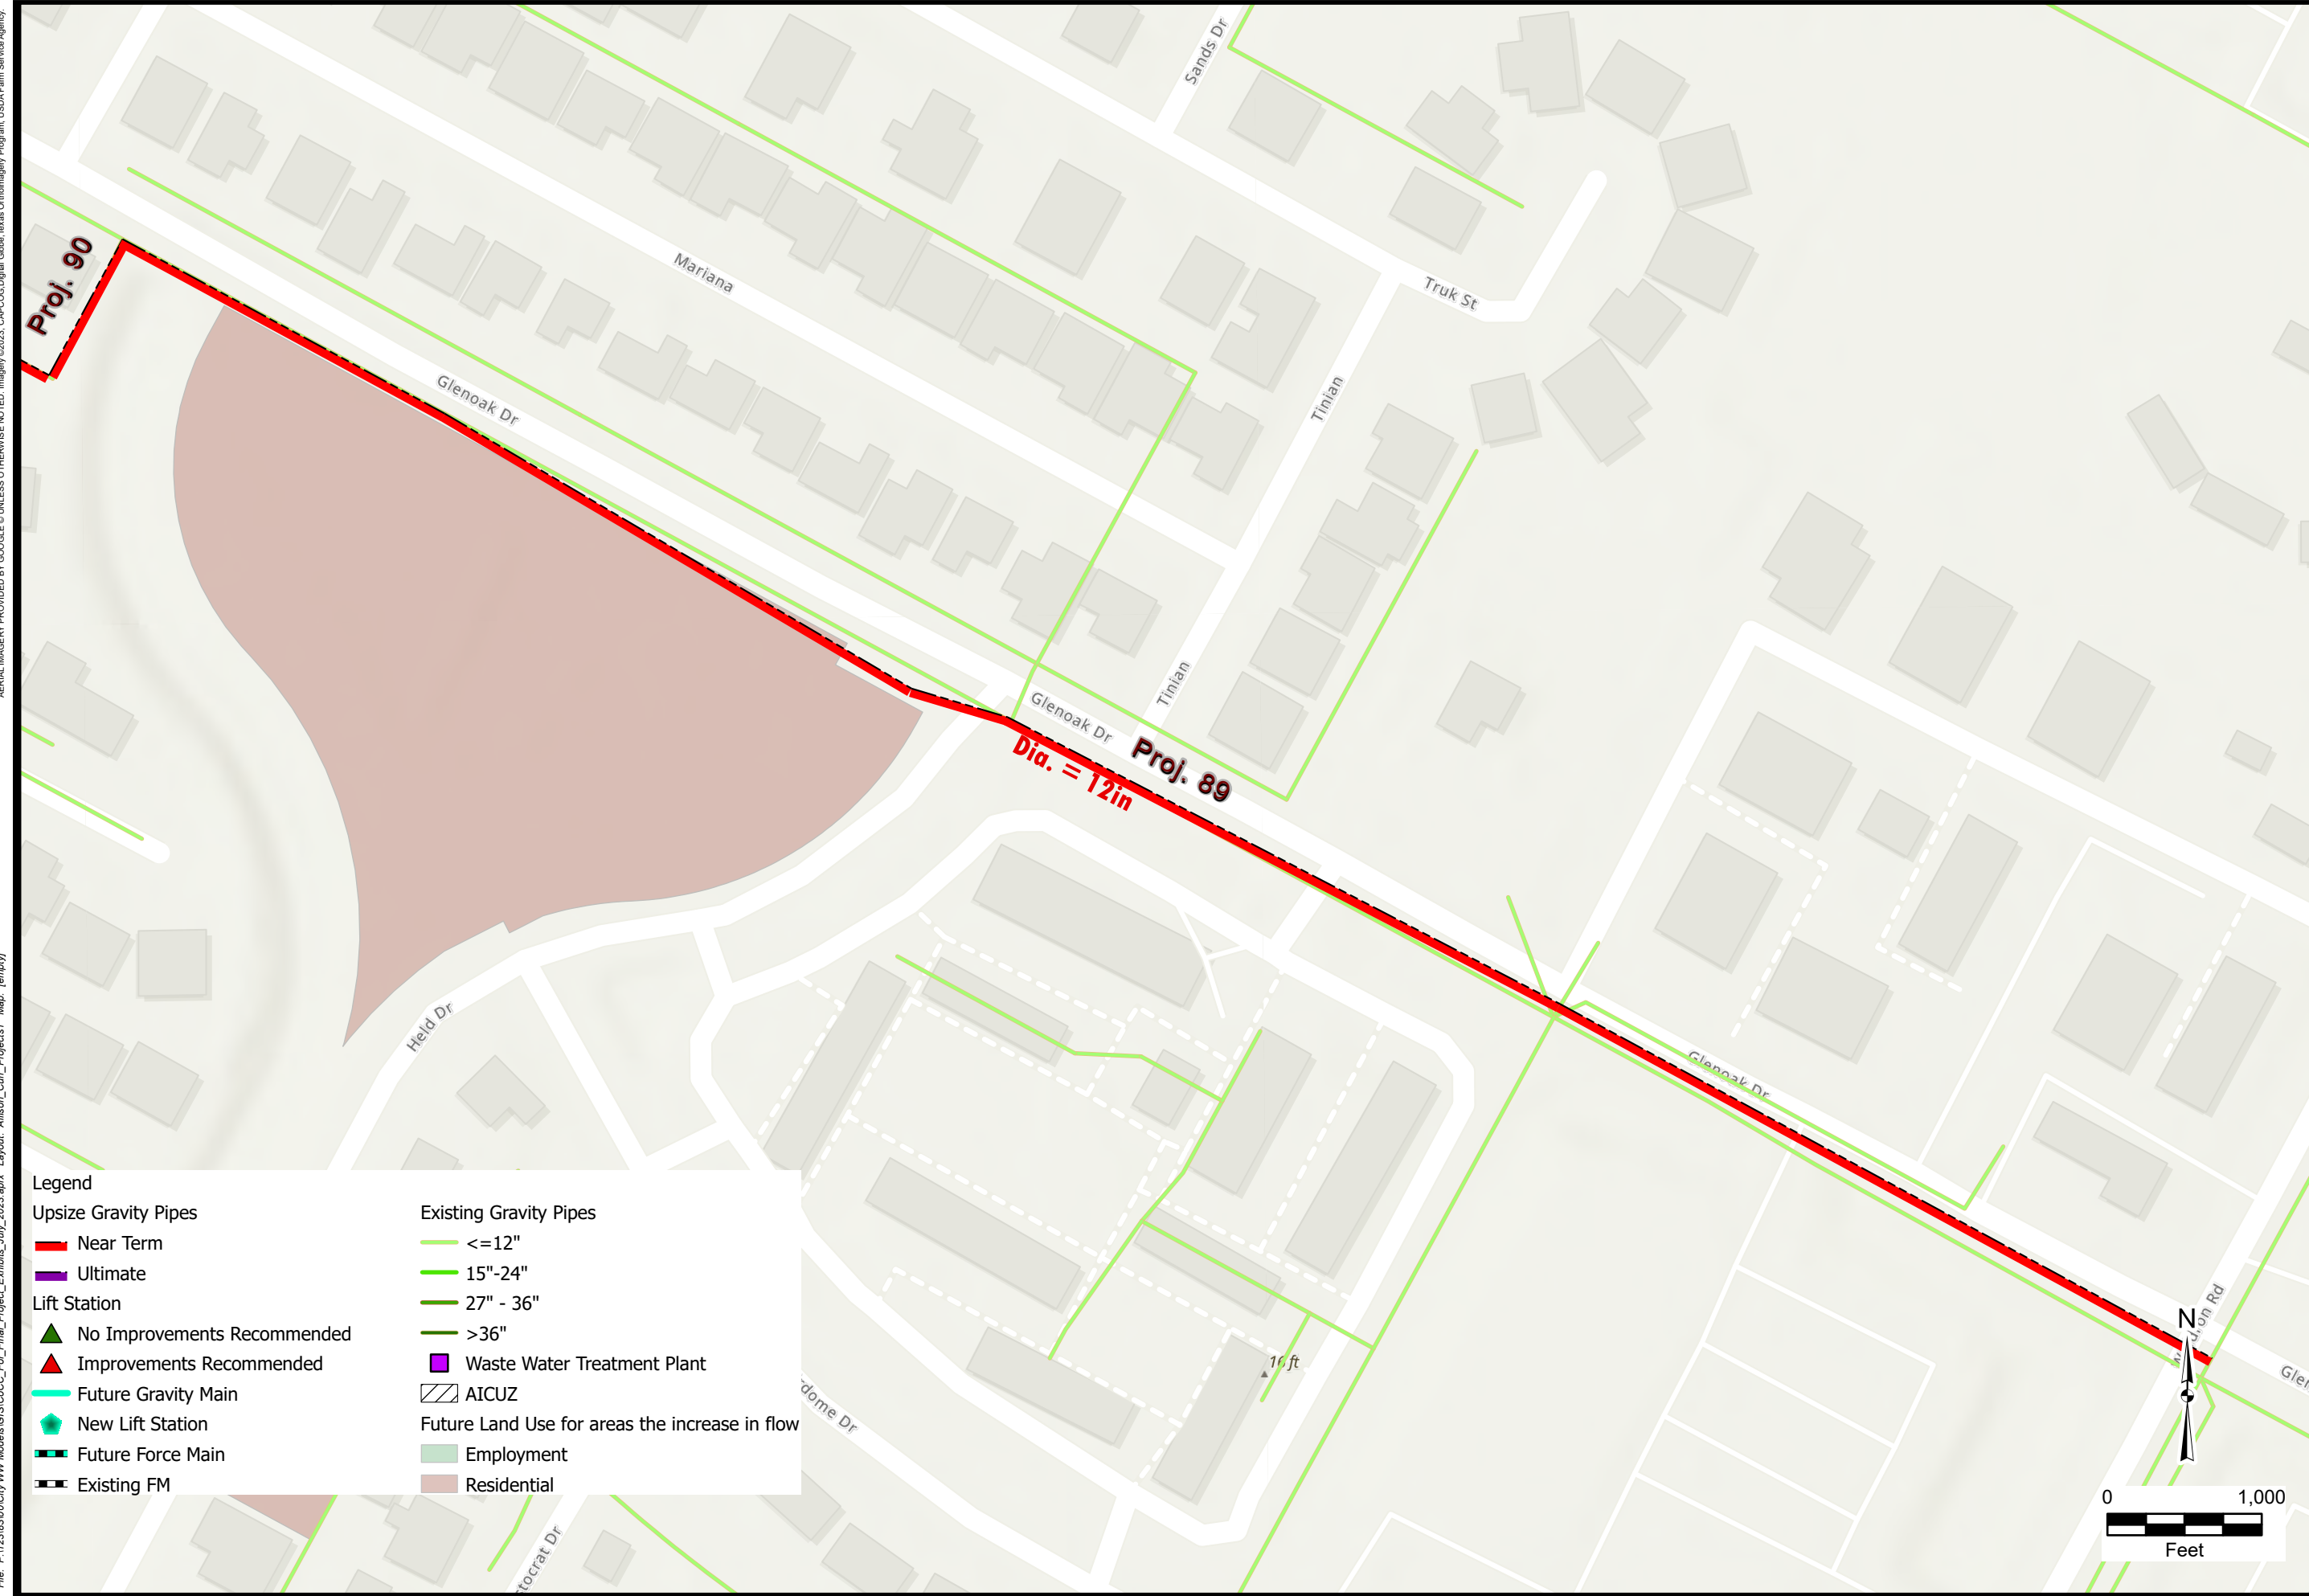 Sands Dr
Proj. 90
Mariana
Truk St
Tinian
Glenoak Dr
Tinian
Glenoak Dr
Proj. 89
Dia. = 12in
Glenoak Dr
Held Dr
Legend
Upsize Gravity Pipes
Near Term
Ultimate
Lift Station
No Improvements Recommended
Improvements Recommended
Future Gravity Main
New Lift Station
Future Force Main
Existing FM
Existing Gravity Pipes
<=12"
15"-24"
27" - 36"
>36"
Waste Water Treatment Plant
AICUZ
Future Land Use for areas the increase in flow
Employment
Residential
16 ft
N
Rd
0 1,000
Feet